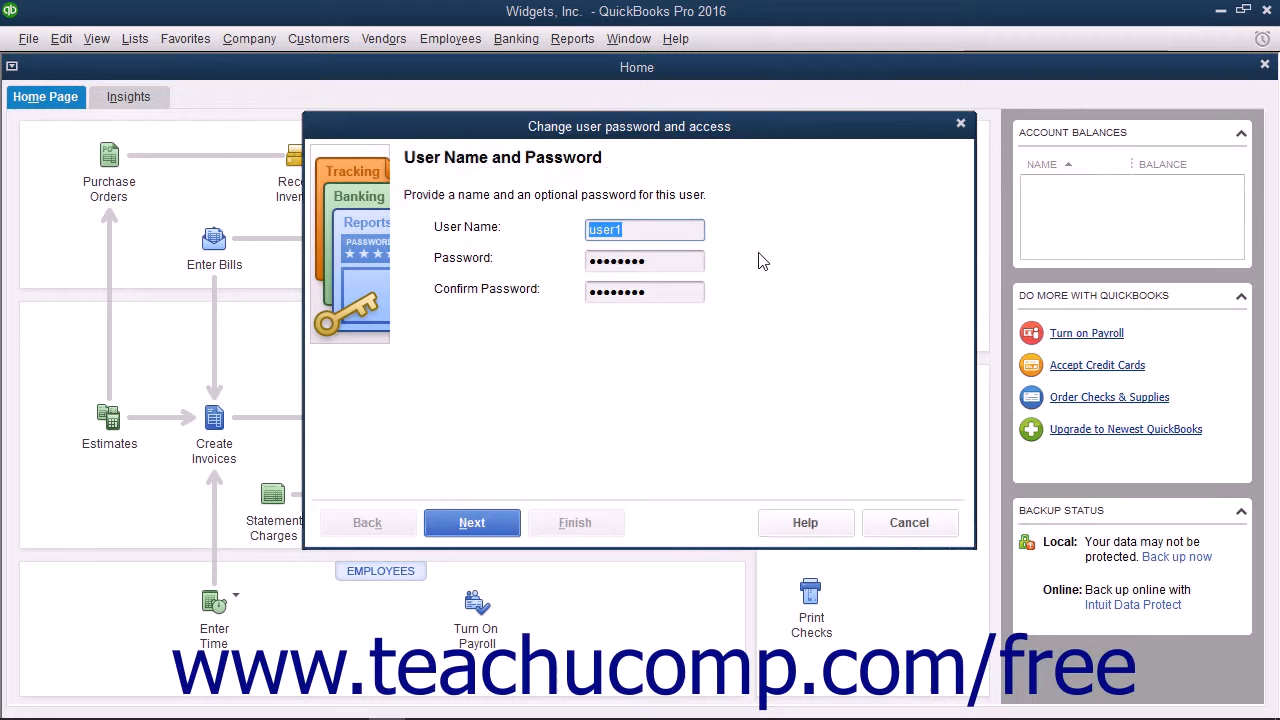 Widgets, Inc. - QuickBooks Pro 2016
File Edit View Lists Favorites Company Customers Vendors Employees Banking Reports Window Help
Home
Home Page Insights
Change user password and access
Tracking
Banking
Reports
PASSWORD
User Name and Password
Provide a name and an optional password for this user.
User Name: user1
Password: ●●●●●●●●
Confirm Password: ●●●●●●●●
Back Next Finish Help Cancel
Purchase
Orders
Rece
Inver
Enter Bills
Estimates
Create
Invoices
Statement
Charges
EMPLOYEES
Enter
Time
Turn On
Payroll
Print
Checks
ACCOUNT BALANCES
NAME BALANCE
DO MORE WITH QUICKBOOKS
Turn on Payroll
Accept Credit Cards
Order Checks & Supplies
Upgrade to Newest QuickBooks
BACKUP STATUS
Local: Your data may not be
protected. Back up now
Online: Back up online with
Intuit Data Protect
www.teachucomp.com/free